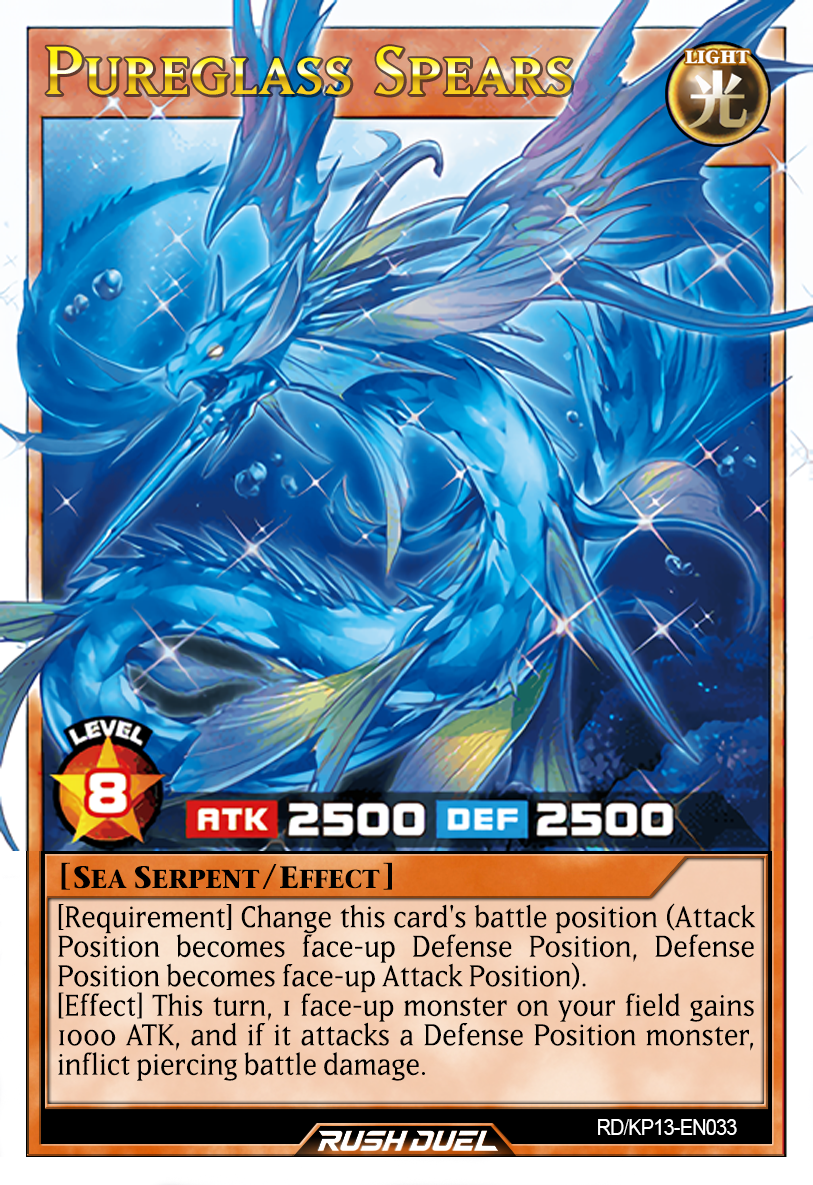 PUREGLASS SPEARS
LIGHT
光
LEVEL
8
ATK 2500 DEF 2500
[SEA SERPENT/EFFECT]
[Requirement] Change this card's battle position (Attack
Position becomes face-up Defense Position, Defense
Position becomes face-up Attack Position).
[Effect] This turn, 1 face-up monster on your field gains
1000 ATK, and if it attacks a Defense Position monster,
inflict piercing battle damage.
RD/KP13-EN033
RUSH DUEL